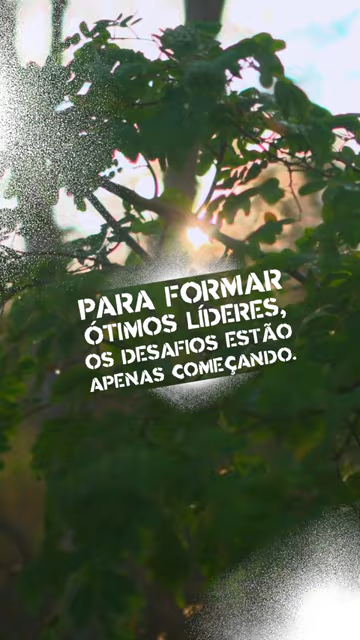 PARA FORMAR
ÓTIMOS LÍDERES,
OS DESAFIOS ESTÃO
APENAS COMEÇANDO.